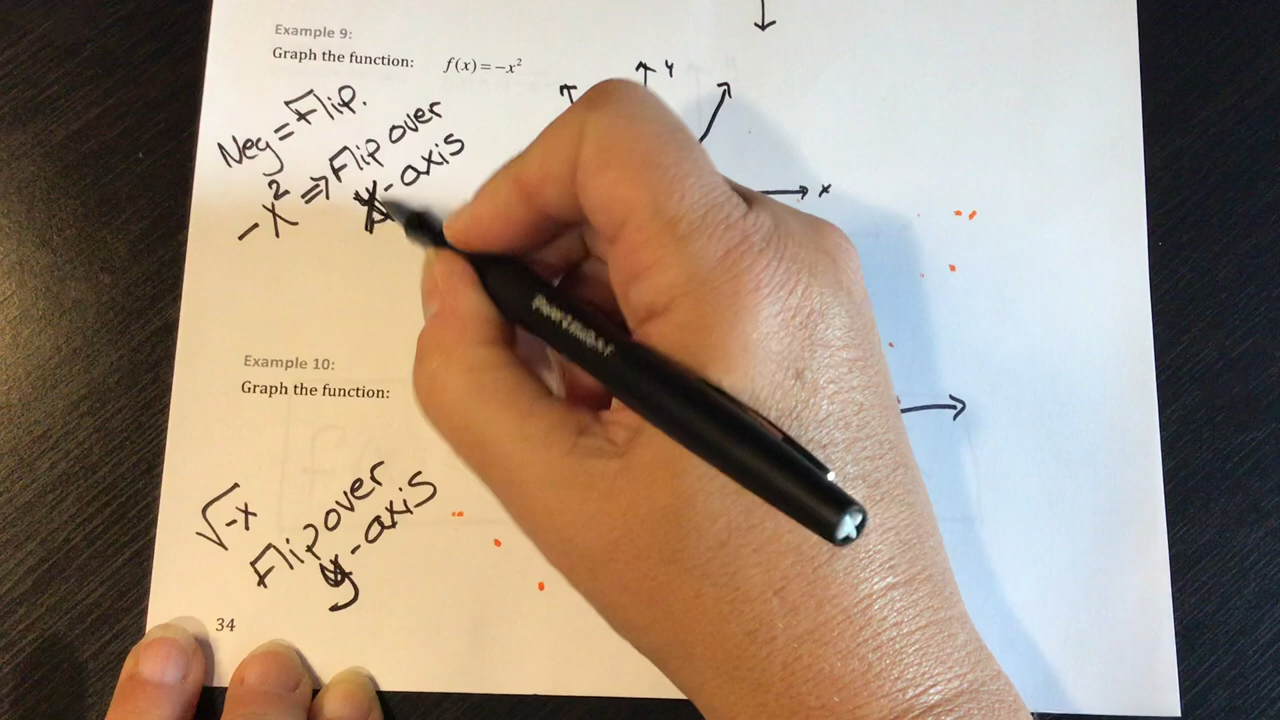 Example 9:
Graph the function: f(x)=−x²
Neg = Flip.
-x² ⇒ Flip over
x-axis
y
x
Example 10:
Graph the function:
√-x
Flip over
y-axis
34